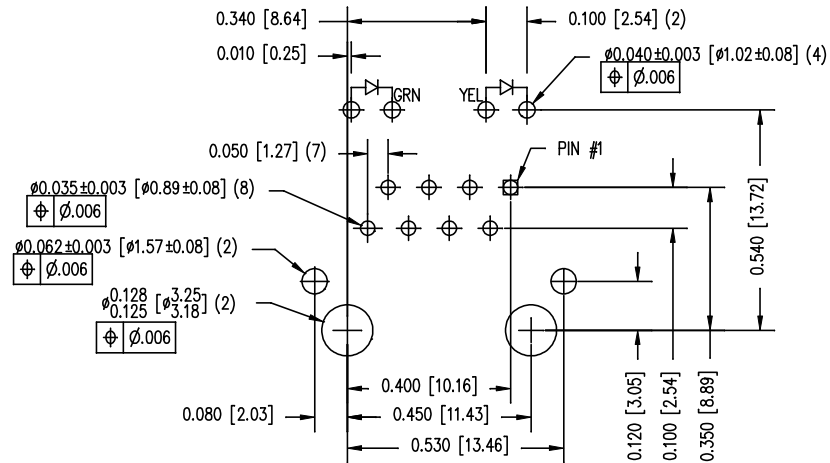 0.340 [8.64]
0.100 [2.54] (2)
0.010 [0.25]
ø0.040±0.003 [ø1.02±0.08] (4)
⌖ Ø.006
GRN
YEL
0.050 [1.27] (7)
PIN #1
ø0.035±0.003 [ø0.89±0.08] (8)
⌖ Ø.006
ø0.062±0.003 [ø1.57±0.08] (2)
⌖ Ø.006
0.540 [13.72]
ø0.128 [ø3.25
0.125 3.18] (2)
⌖ Ø.006
0.400 [10.16]
0.080 [2.03]
0.450 [11.43]
0.530 [13.46]
0.120 [3.05]
0.100 [2.54]
0.350 [8.89]